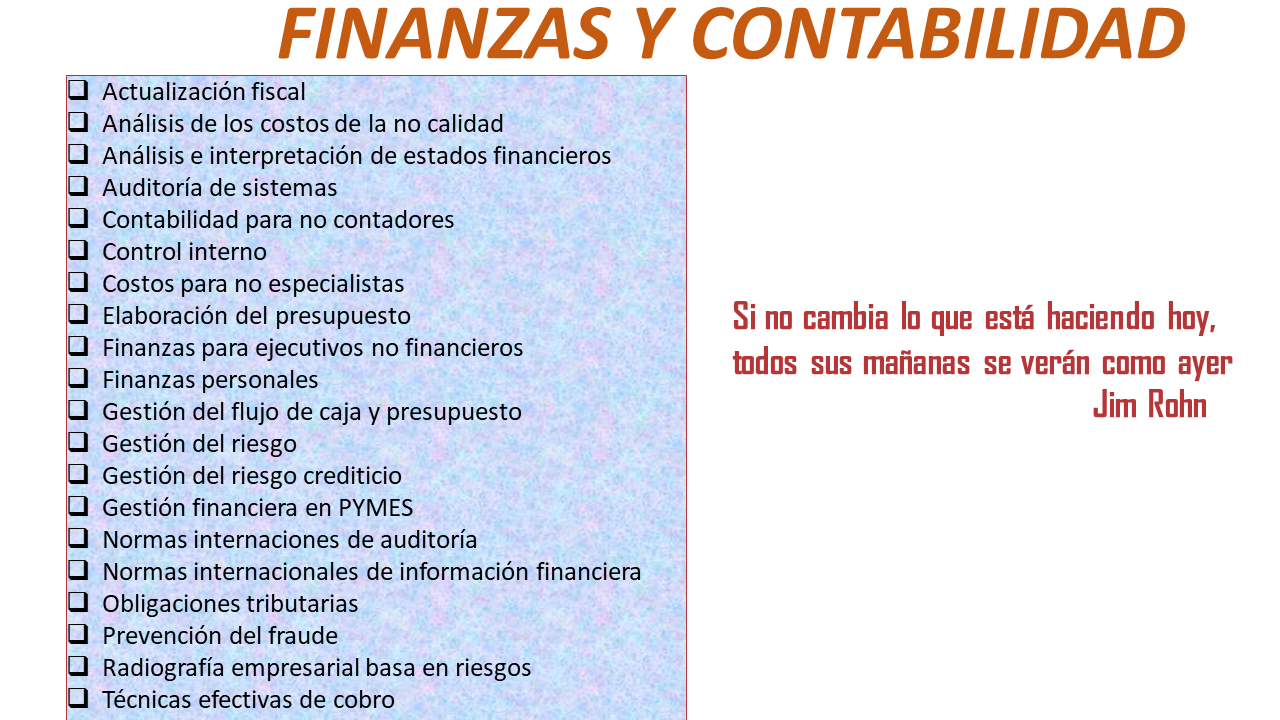 FINANZAS Y CONTABILIDAD
Actualización fiscal
Análisis de los costos de la no calidad
Análisis e interpretación de estados financieros
Auditoría de sistemas
Contabilidad para no contadores
Control interno
Costos para no especialistas
Elaboración del presupuesto
Finanzas para ejecutivos no financieros
Finanzas personales
Gestión del flujo de caja y presupuesto
Gestión del riesgo
Gestión del riesgo crediticio
Gestión financiera en PYMES
Normas internaciones de auditoría
Normas internacionales de información financiera
Obligaciones tributarias
Prevención del fraude
Radiografía empresarial basa en riesgos
Técnicas efectivas de cobro
Si no cambia lo que está haciendo hoy,
todos sus mañanas se verán como ayer
Jim Rohn